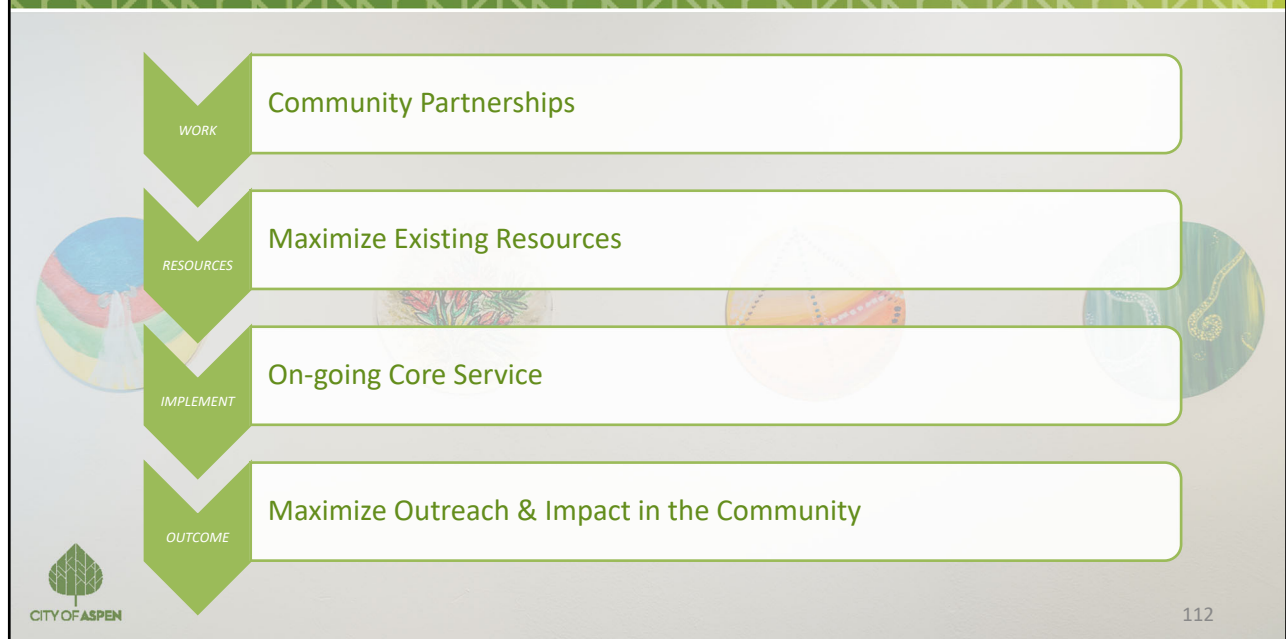 WORK
Community Partnerships
RESOURCES
Maximize Existing Resources
IMPLEMENT
On-going Core Service
OUTCOME
Maximize Outreach & Impact in the Community
CITY OF ASPEN
112